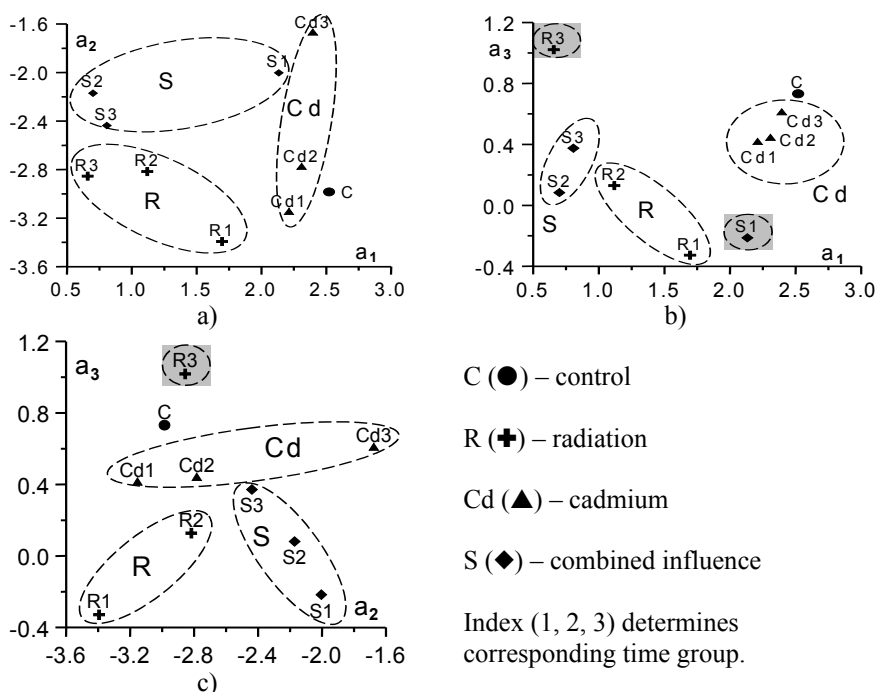 -1.6
-2.0
-2.4
-2.8
-3.2
-3.6
a2
S2
S3
S
S1
Cd3
Cd
Cd2
Cd1
C
R3
R2
R
R1
a1
0.5 1.0 1.5 2.0 2.5 3.0
a)
b)
1.2
0.8
0.4
0.0
-0.4
a3
R3
C
Cd3
Cd2
Cd1
Cd
S3
S2
S
R2
R
R1
S1
a1
0.5 1.0 1.5 2.0 2.5 3.0
b)
1.2
0.8
0.4
0.0
-0.4
a3
R3
C
Cd
Cd3
Cd1
Cd2
S3
S
S2
S1
R2
R
R1
a2
-3.6 -3.2 -2.8 -2.4 -2.0 -1.6
c)
C (●) – control
R (✚) – radiation
Cd (▲) – cadmium
S (◆) – combined influence
Index (1, 2, 3) determines
corresponding time group.